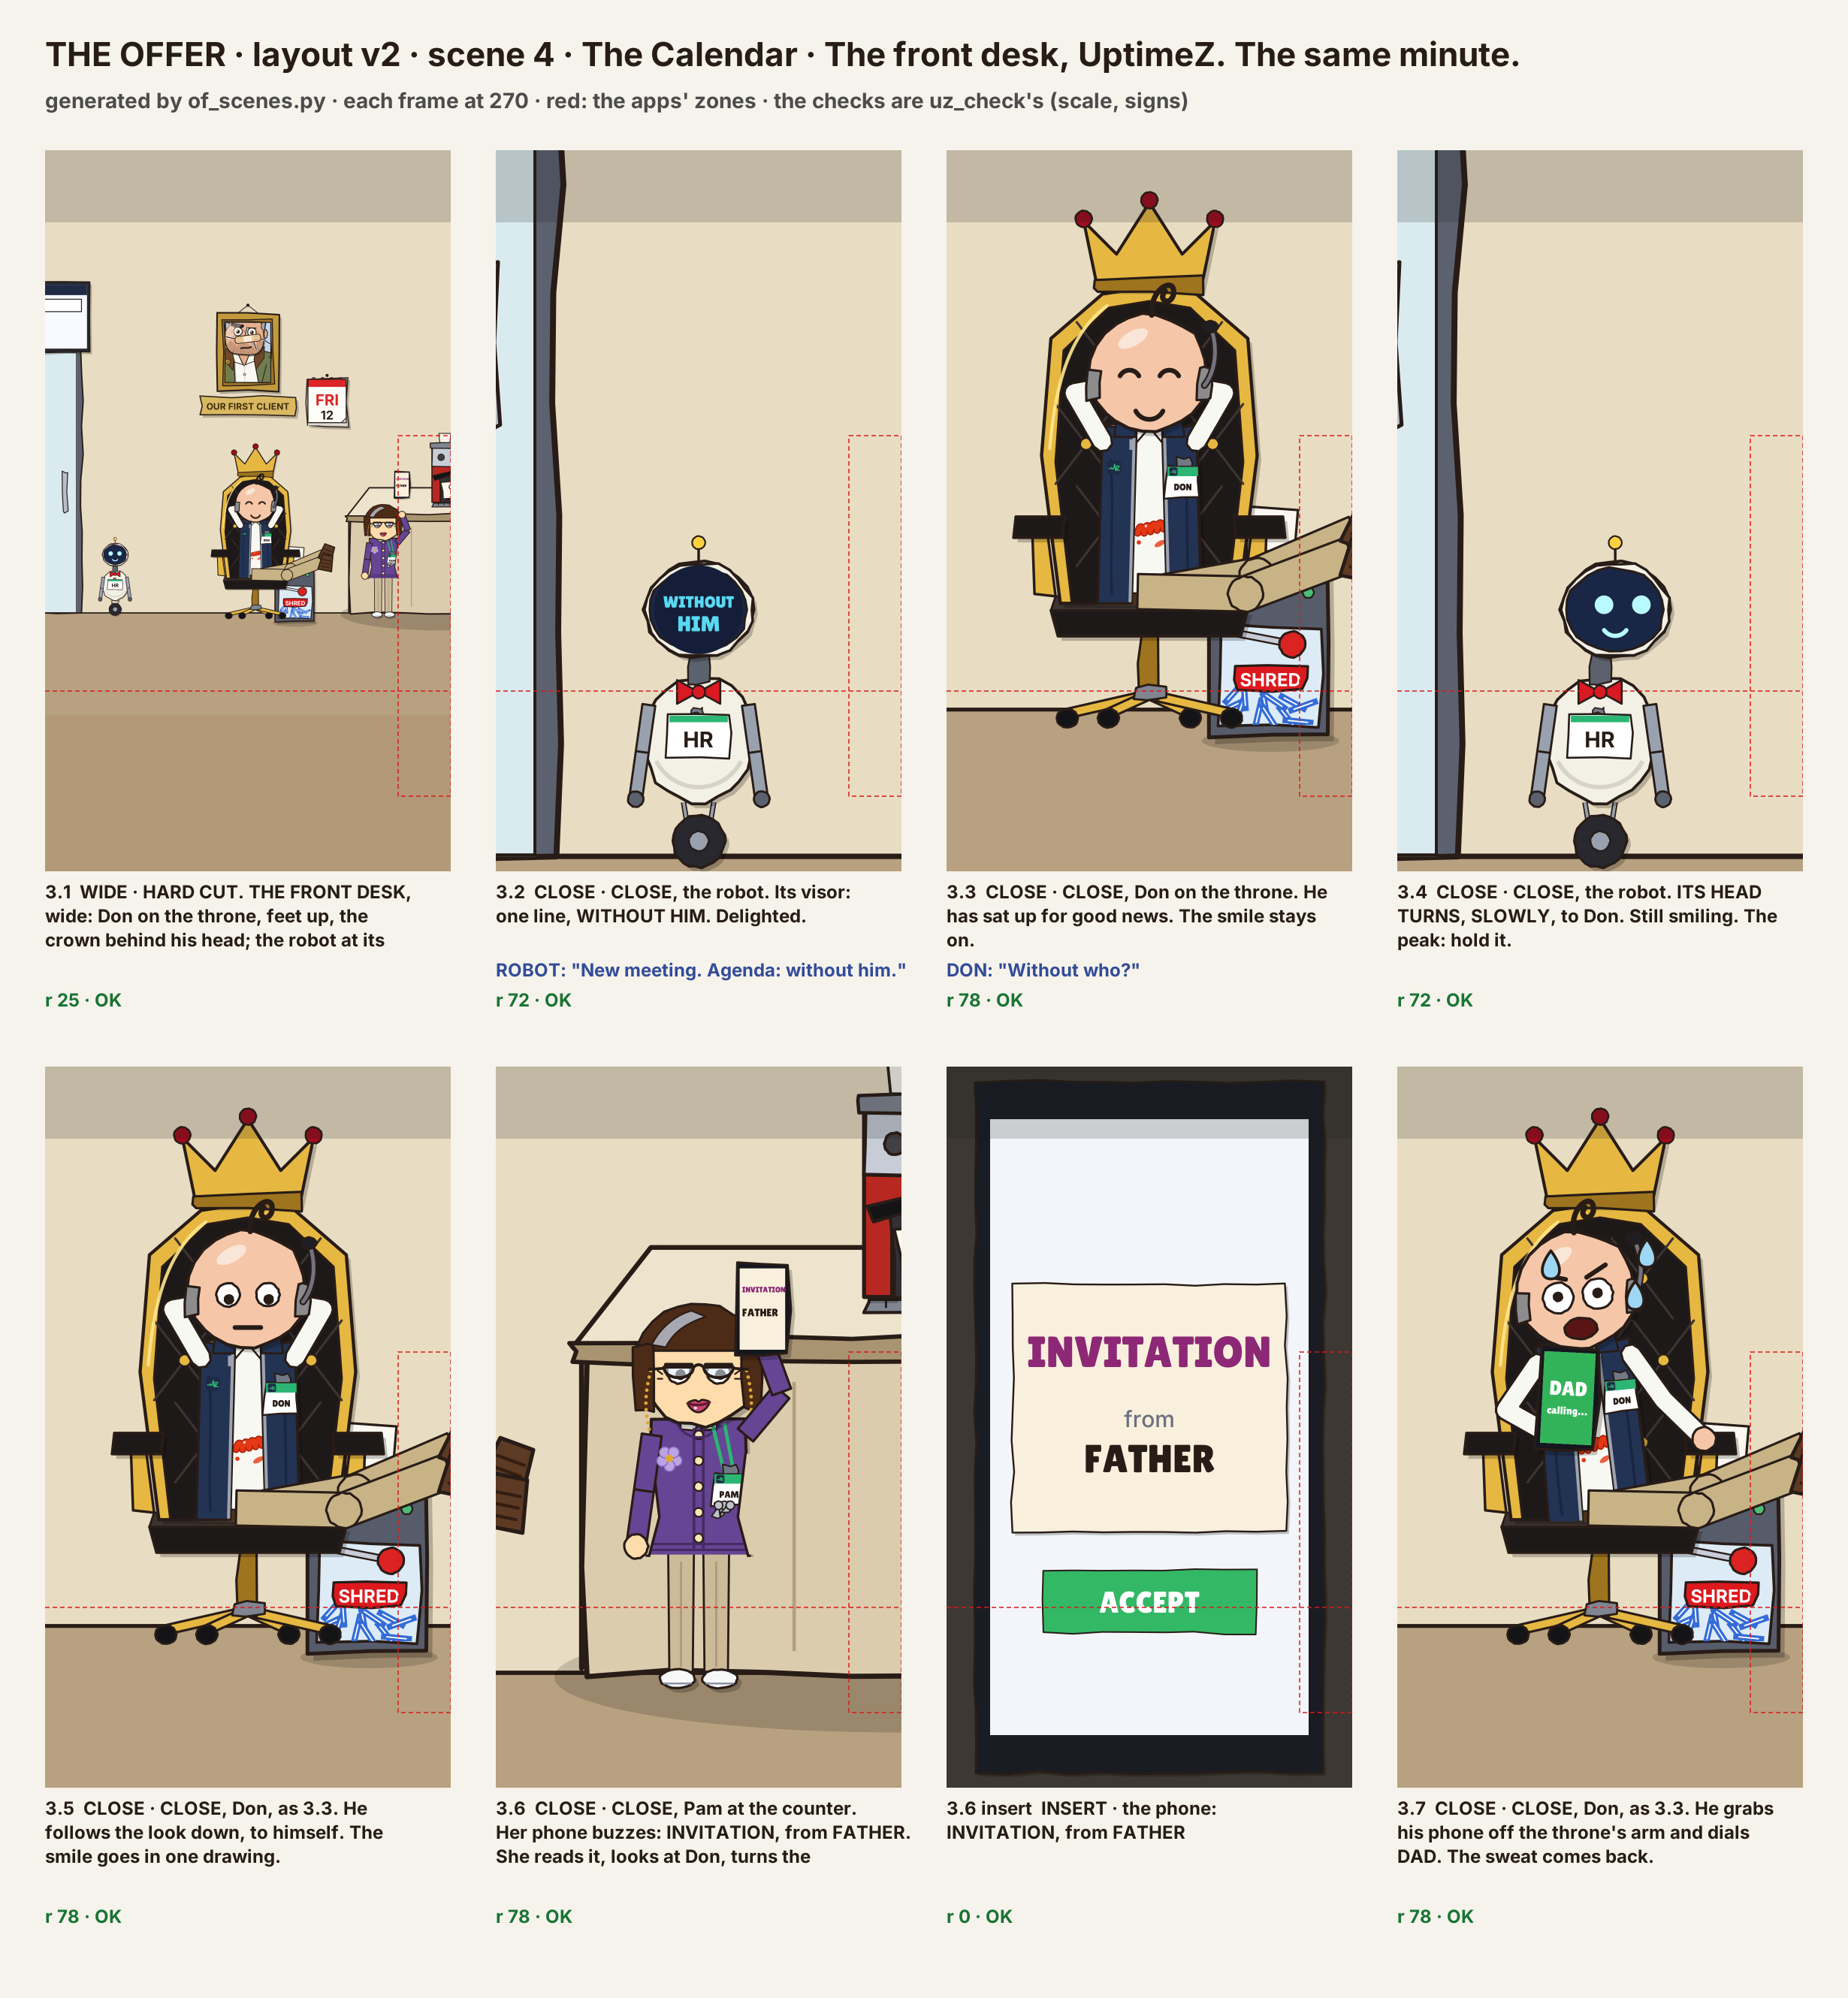 THE OFFER · layout v2 · scene 4 · The Calendar · The front desk, UptimeZ. The same minute.
generated by of_scenes.py · each frame at 270 · red: the apps' zones · the checks are uz_check's (scale, signs)
OUR FIRST CLIENT
FRI
12
HR
SHRED
WITHOUT
HIM
HR
DON
SHRED
HR
3.1 WIDE · HARD CUT. THE FRONT DESK,
wide: Don on the throne, feet up, the
crown behind his head; the robot at its
r 25 · OK
3.2 CLOSE · CLOSE, the robot. Its visor:
one line, WITHOUT HIM. Delighted.
ROBOT: "New meeting. Agenda: without him."
r 72 · OK
3.3 CLOSE · CLOSE, Don on the throne. He
has sat up for good news. The smile stays
on.
DON: "Without who?"
r 78 · OK
3.4 CLOSE · CLOSE, the robot. ITS HEAD
TURNS, SLOWLY, to Don. Still smiling. The
peak: hold it.
r 72 · OK
DON
SHRED
INVITATION
FATHER
PAM
INVITATION
from
FATHER
ACCEPT
DAD
calling...
DON
SHRED
3.5 CLOSE · CLOSE, Don, as 3.3. He
follows the look down, to himself. The
smile goes in one drawing.
r 78 · OK
3.6 CLOSE · CLOSE, Pam at the counter.
Her phone buzzes: INVITATION, from FATHER.
She reads it, looks at Don, turns the
r 78 · OK
3.6 insert INSERT · the phone:
INVITATION, from FATHER
r 0 · OK
3.7 CLOSE · CLOSE, Don, as 3.3. He grabs
his phone off the throne's arm and dials
DAD. The sweat comes back.
r 78 · OK